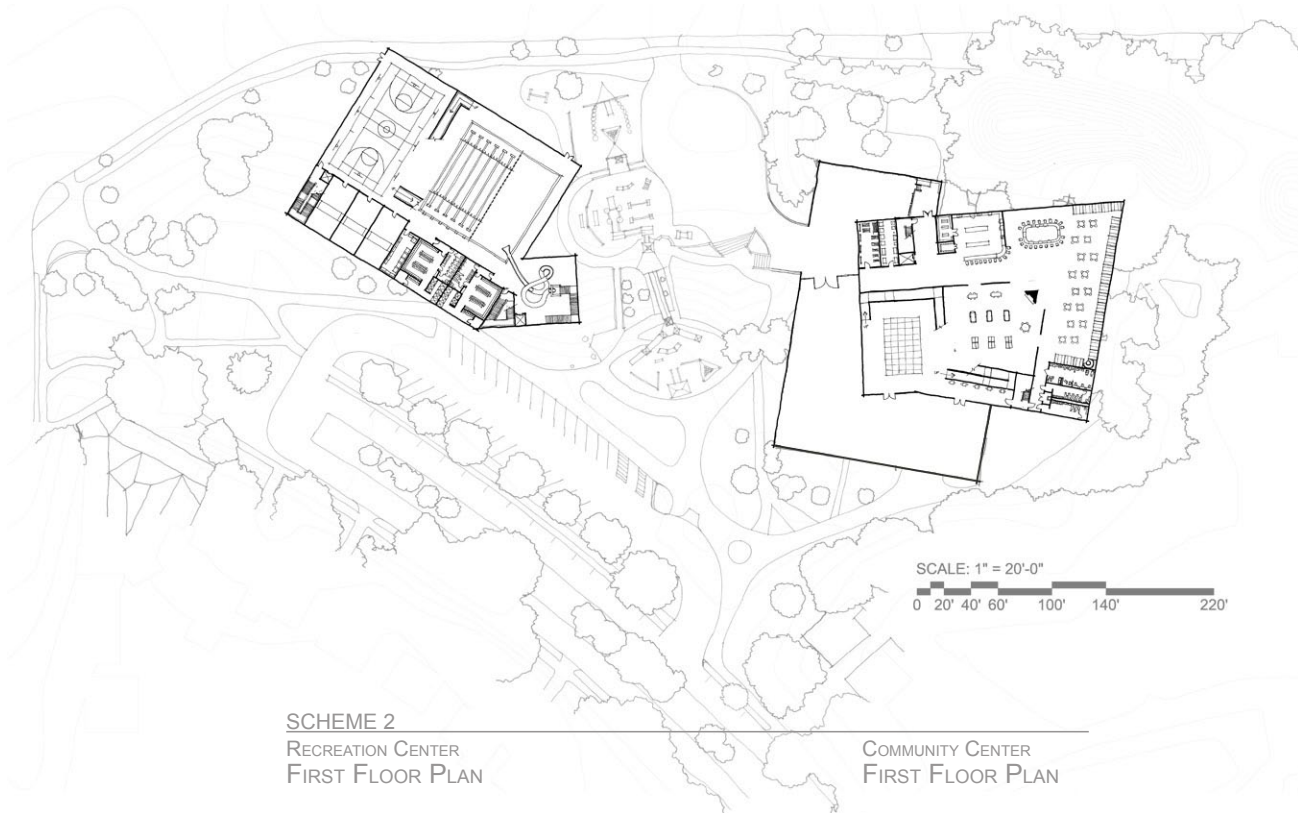 SCALE: 1" = 20'-0"
0 20' 40' 60' 100' 140' 220'
SCHEME 2
RECREATION CENTER
FIRST FLOOR PLAN
COMMUNITY CENTER
FIRST FLOOR PLAN